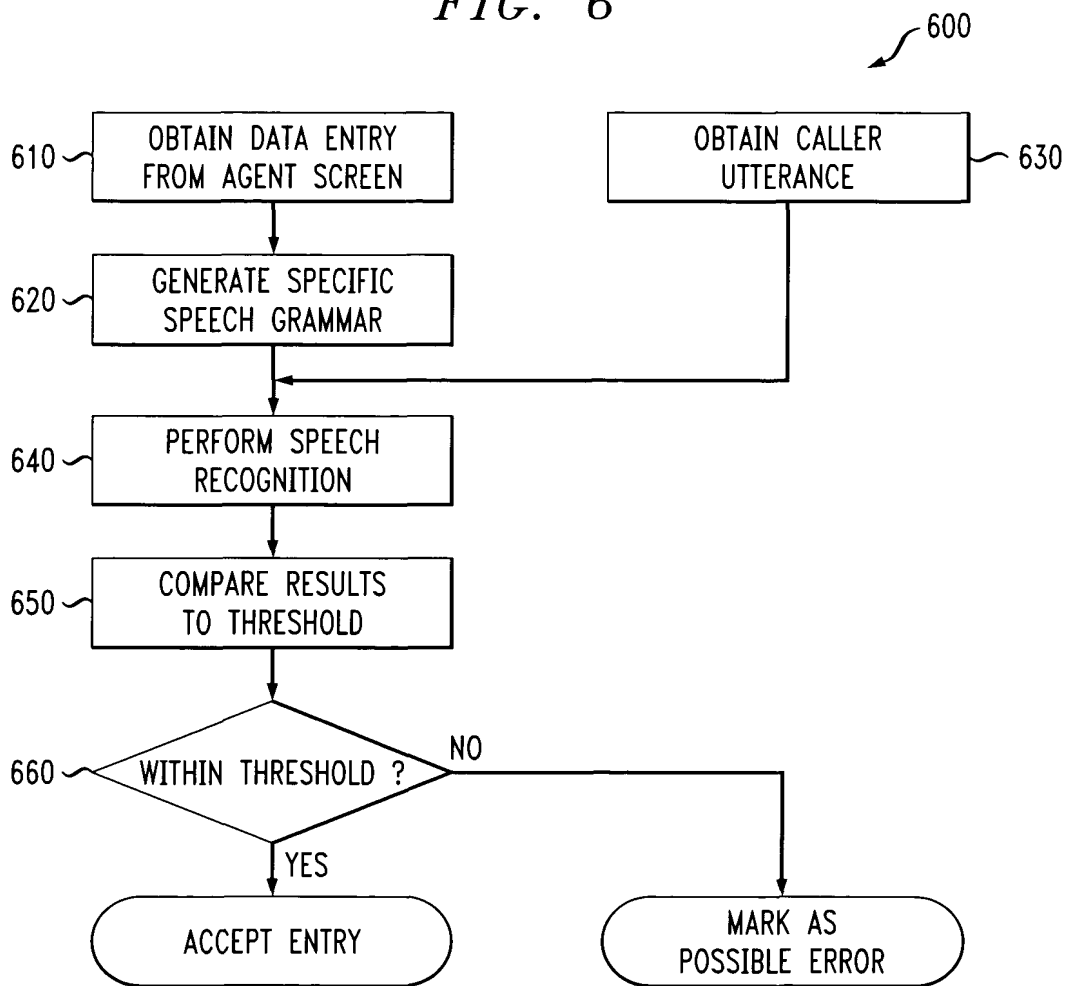 FIG. 6
600
610
OBTAIN DATA ENTRY
FROM AGENT SCREEN
OBTAIN CALLER
UTTERANCE
630
620
GENERATE SPECIFIC
SPEECH GRAMMAR
640
PERFORM SPEECH
RECOGNITION
650
COMPARE RESULTS
TO THRESHOLD
660
WITHIN THRESHOLD ?
NO
YES
ACCEPT ENTRY
MARK AS
POSSIBLE ERROR